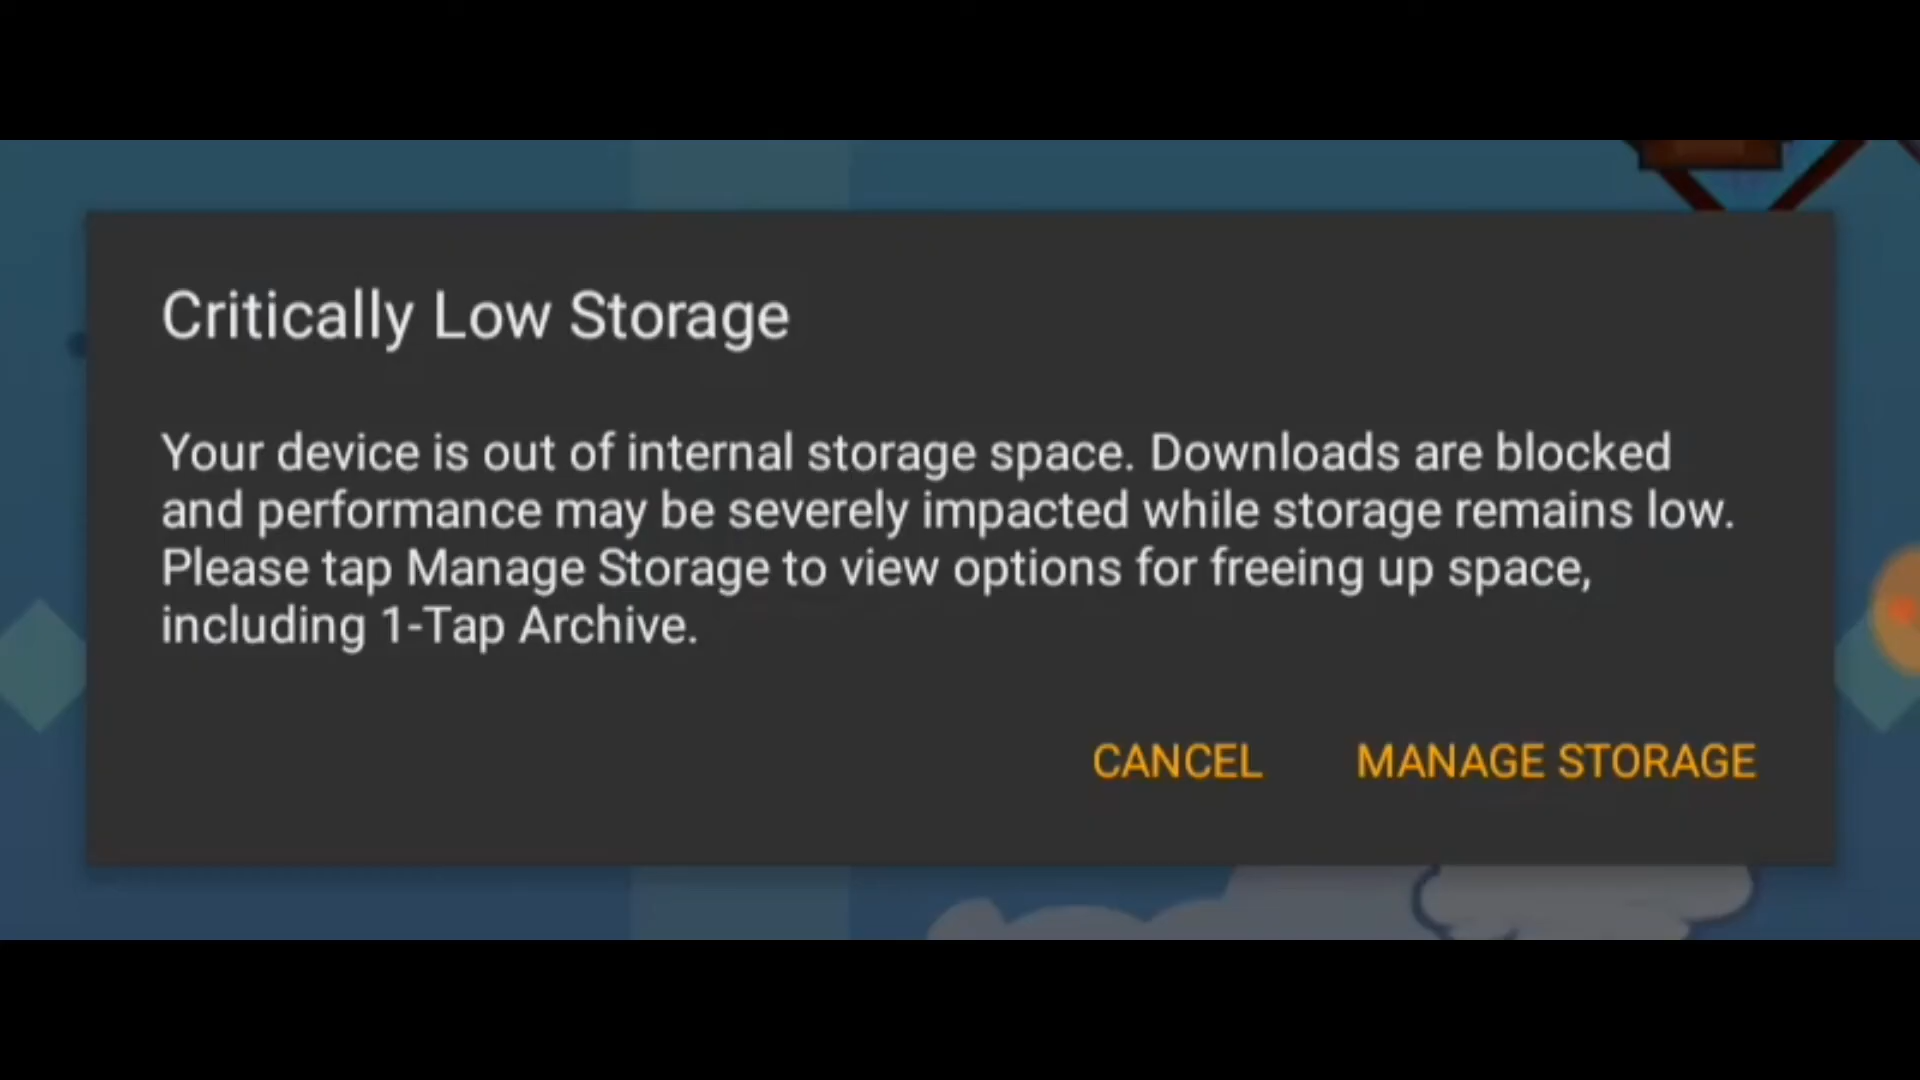 Critically Low Storage
Your device is out of internal storage space. Downloads are blocked
and performance may be severely impacted while storage remains low.
Please tap Manage Storage to view options for freeing up space,
including 1-Tap Archive.
CANCEL MANAGE STORAGE